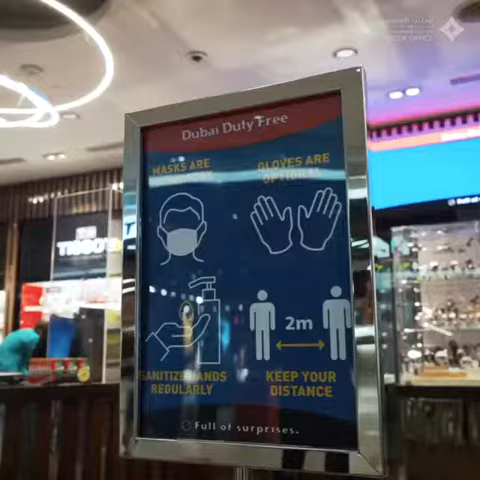 Dubai Duty Free
MASKS ARE
GLOVES ARE
OPTIONAL
2m
SANITIZE HANDS
REGULARLY
KEEP YOUR
DISTANCE
Full of surprises.
TISSOT